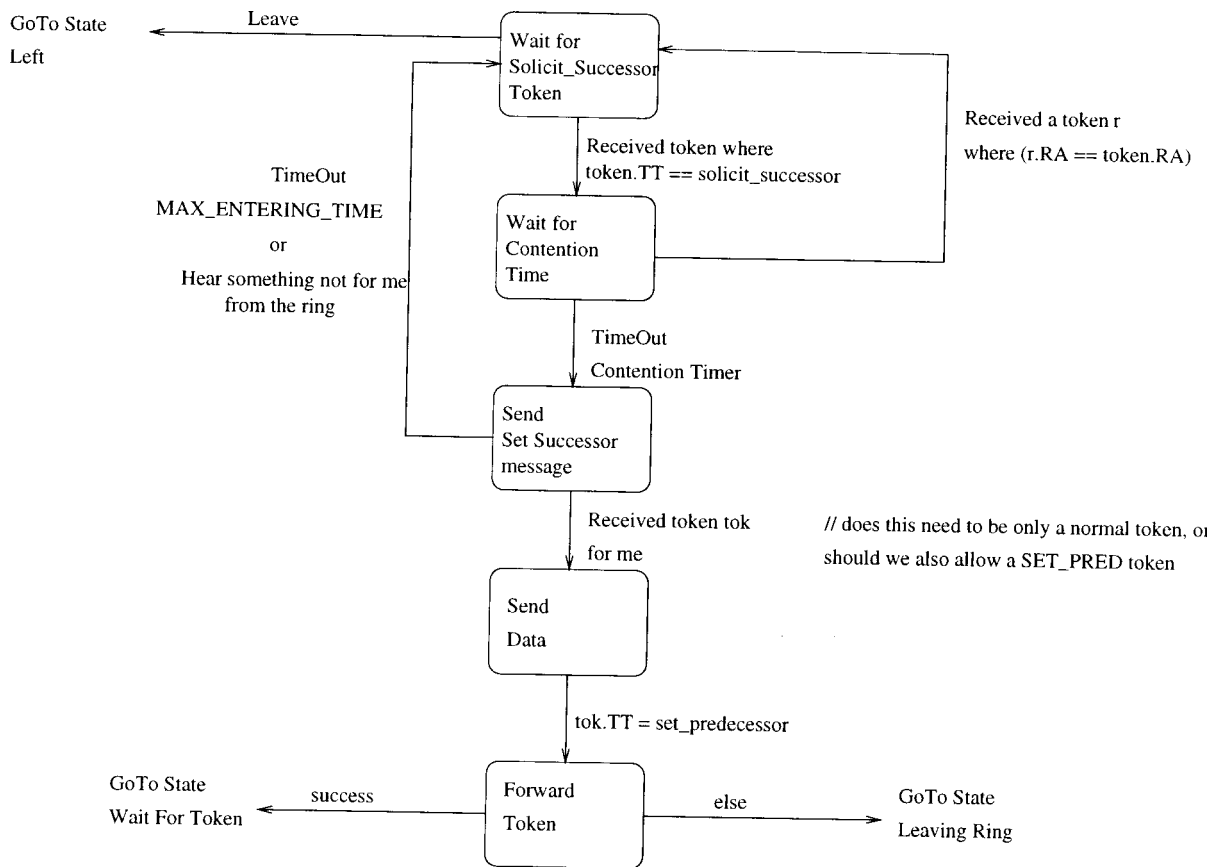 GoTo State
Left
Leave
Wait for
Solicit_Successor
Token
Received a token r
where (r.RA == token.RA)
Received token where
token.TT == solicit_successor
TimeOut
MAX_ENTERING_TIME
or
Hear something not for me
from the ring
Wait for
Contention
Time
TimeOut
Contention Timer
Send
Set Successor
message
Received token tok
for me
// does this need to be only a normal token, or
should we also allow a SET_PRED token
Send
Data
tok.TT = set_predecessor
GoTo State
Wait For Token
success
Forward
Token
else
GoTo State
Leaving Ring